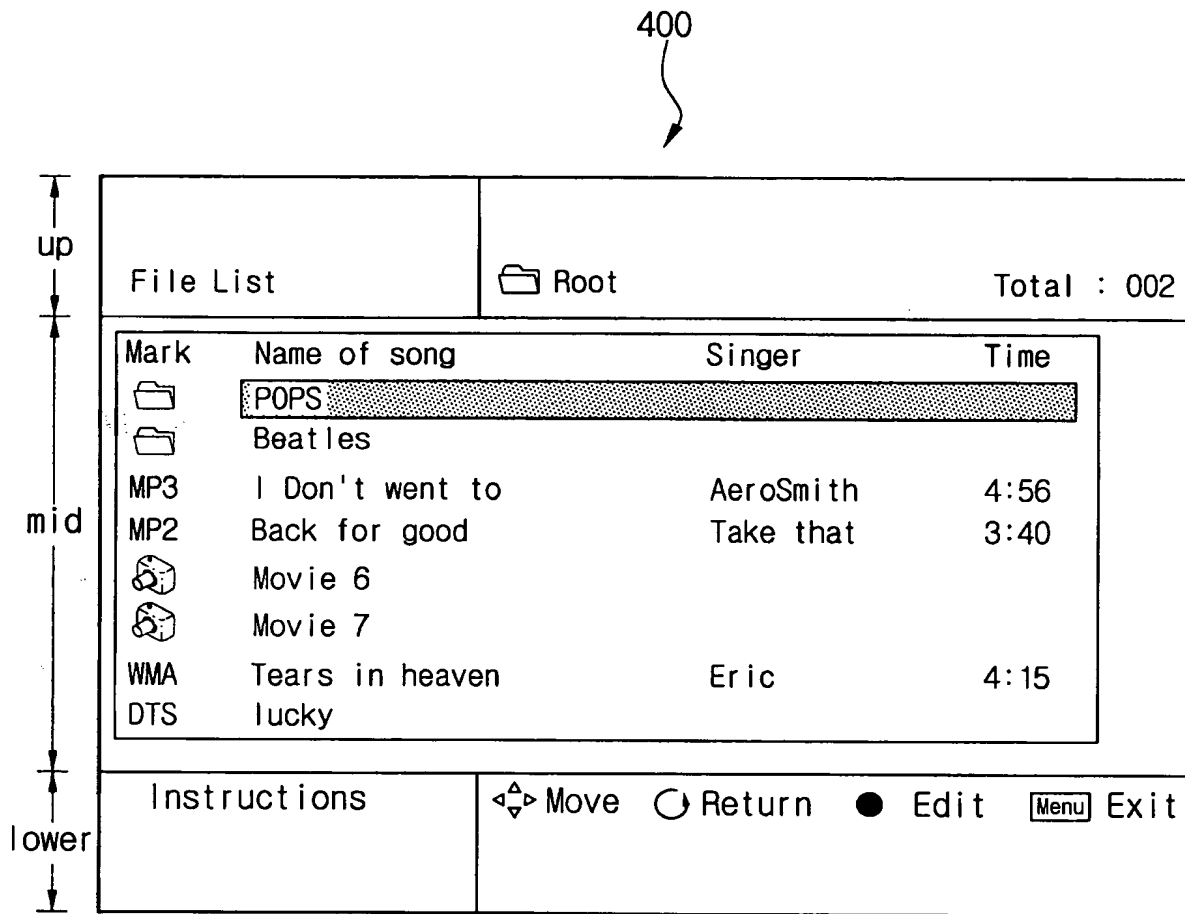 400
up
File List
Root
Total : 002
mid
Mark Name of song Singer Time
POPS
Beatles
MP3 I Don't went to AeroSmith 4:56
MP2 Back for good Take that 3:40
Movie 6
Movie 7
WMA Tears in heaven Eric 4:15
DTS lucky
lower
Instructions
Move Return Edit Menu Exit